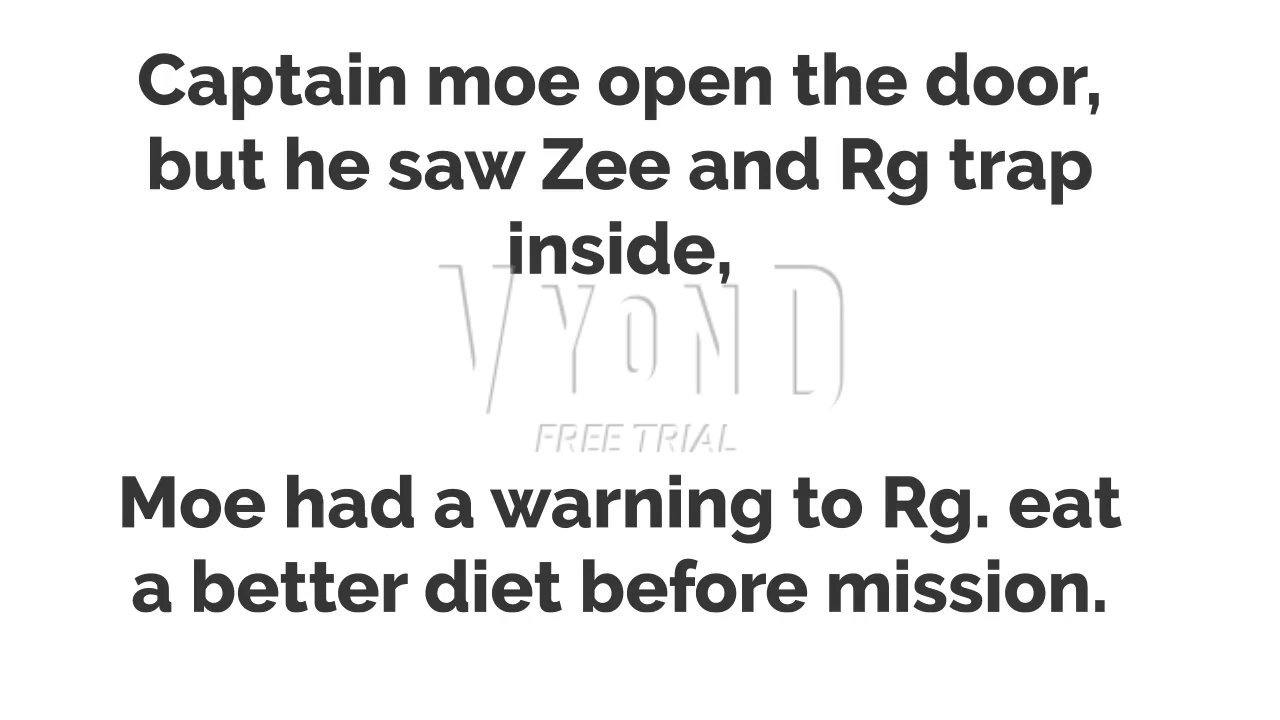 Captain moe open the door,
but he saw Zee and Rg trap
inside,
VYOND
FREE TRIAL
Moe had a warning to Rg. eat
a better diet before mission.